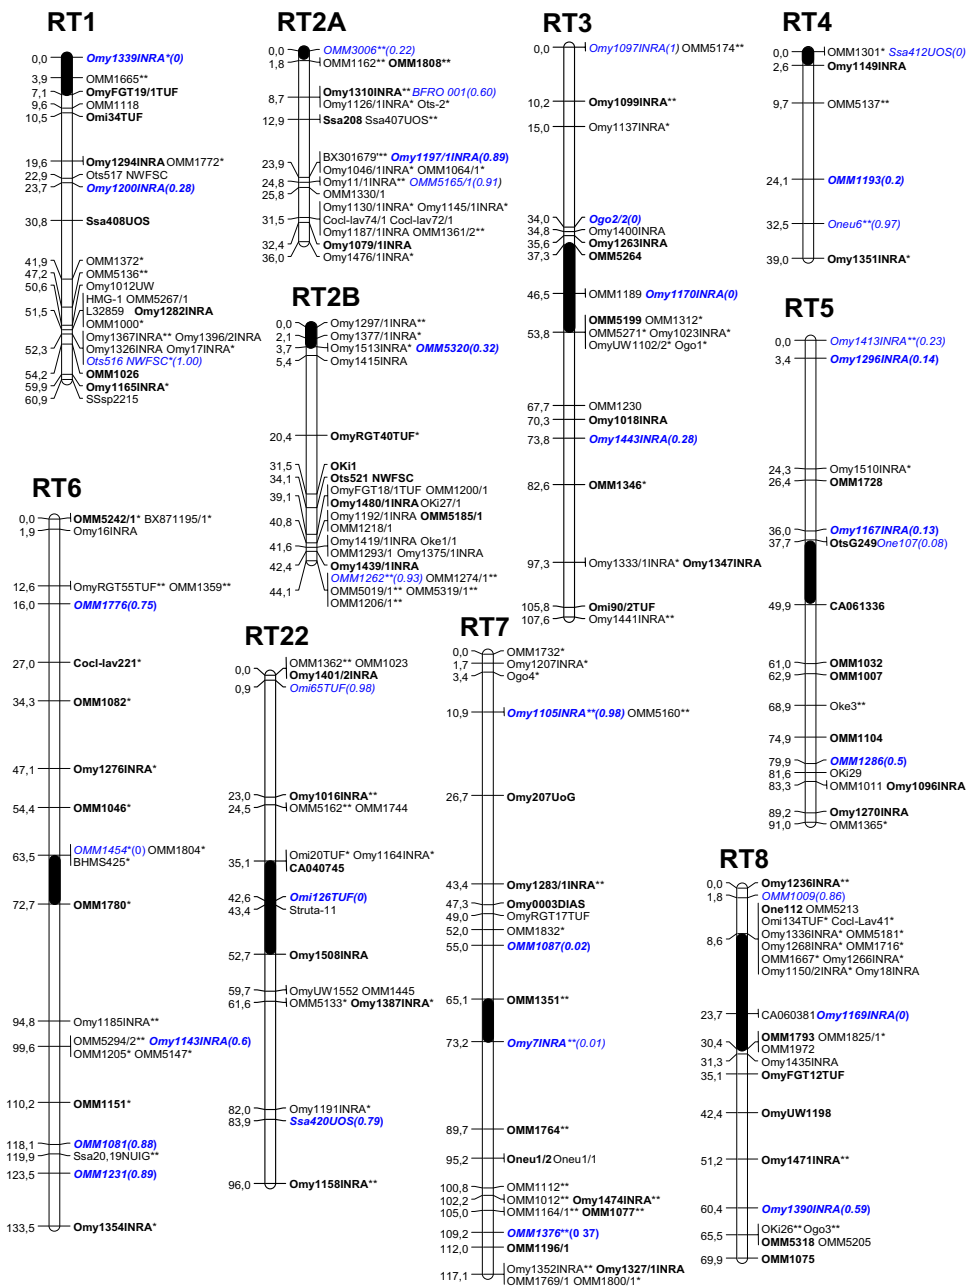 RT1
0,0 Omy1339INRA*(0)
3,9 OMM1665**
7,1 OmyFGT19/1TUF
9,6 OMM1118
10,5 Omi34TUF
19,6 Omy1294INRA OMM1772*
22,9 Ots517 NWFSC
23,7 Omy1200INRA(0.28)
30,8 Ssa408UOS
41,9 OMM1372*
47,2 OMM5136**
50,6 Omy1012UW
HMG-1 OMM5267/1
51,5 L32859 Omy1282INRA
OMM1000*
Omy1367INRA** Omy1396/2INRA
52,3 Omy1326INRA Omy17INRA*
Ots516 NWFSC*(1.00)
54,2 OMM1026
59,9 Omy1165INRA*
60,9 SSsp2215
RT2A
0,0 OMM3006**(0.22)
1,8 OMM1162** OMM1808**
Omy1310INRA** BFRO 001(0.60)
8,7 Omy1126/1INRA* Ots-2*
12,9 Ssa208 Ssa407UOS**
BX301679** Omy1197/1INRA(0.89)
23,9 Omy1046/1INRA* OMM1064/1*
24,8 Omy11/1INRA** OMM5165/1(0.91)
25,8 OMM1330/1
Omy1130/1INRA* Omy1145/1INRA*
31,5 Cocl-lav74/1 Cocl-lav72/1
Omy1187/1INRA OMM1361/2**
32,4 Omy1079/1INRA
36,0 Omy1476/1INRA*
RT2B
0,0 Omy1297/1INRA**
2,1 Omy1377/1INRA*
3,7 Omy1513INRA* OMM5320(0.32)
5,4 Omy1415INRA
20,4 OmyRGT40TUF*
31,5 OKi1
34,1 Ots521 NWFSC
OmyFGT18/1TUF OMM1200/1
39,1 Omy1480/1INRA OKi27/1
Omy1192/1INRA OMM5185/1
40,8 OMM1218/1
Omy1419/1INRA Oke1/1
41,6 OMM1293/1 Omy1375/1INRA
42,4 Omy1439/1INRA
OMM1262**(0.93) OMM1274/1**
44,1 OMM5019/1** OMM5319/1**
OMM1206/1**
RT3
0,0 Omy1097INRA(1) OMM5174**
10,2 Omy1099INRA**
15,0 Omy1137INRA*
34,0 Ogo2/2(0)
34,8 Omy1400INRA
35,6 Omy1263INRA
37,3 OMM5264
46,5 OMM1189 Omy1170INRA(0)
OMM5199 OMM1312*
53,8 OMM5271* Omy1023INRA*
OmyUW1102/2* Ogo1*
67,7 OMM1230
70,3 Omy1018INRA
73,8 Omy1443INRA(0.28)
82,6 OMM1346*
97,3 Omy1333/1INRA* Omy1347INRA
105,8 Omi90/2TUF
107,6 Omy1441INRA**
RT4
0,0 OMM1301* Ssa412UOS(0)
2,6 Omy1149INRA
9,7 OMM5137**
24,1 OMM1193(0.2)
32,5 Oneu6**(0.97)
39,0 Omy1351INRA*
RT5
0,0 Omy1413INRA**(0.23)
3,4 Omy1296INRA(0.14)
24,3 Omy1510INRA*
26,4 OMM1728
36,0 Omy1167INRA(0.13)
37,7 OtsG249 One107(0.08)
49,9 CA061336
61,0 OMM1032
62,9 OMM1007
68,9 Oke3**
74,9 OMM1104
79,9 OMM1286(0.5)
81,6 OKi29
83,3 OMM1011 Omy1096INRA
89,2 Omy1270INRA
91,0 OMM1365*
RT6
0,0 OMM5242/1* BX871195/1*
1,9 Omy16INRA
12,6 OmyRGT55TUF** OMM1359**
16,0 OMM1776(0.75)
27,0 Cocl-lav221*
34,3 OMM1082*
47,1 Omy1276INRA*
54,4 OMM1046*
63,5 OMM1454*(0) OMM1804*
BHMS425*
72,7 OMM1780*
94,8 Omy1185INRA**
99,6 OMM5294/2** Omy1143INRA(0.6)
OMM1205* OMM5147*
110,2 OMM1151*
118,1 OMM1081(0.88)
119,9 Ssa20,19NUIG**
123,5 OMM1231(0.89)
133,5 Omy1354INRA*
RT22
OMM1362** OMM1023
0,0 Omy1401/2INRA
0,9 Omi65TUF(0.98)
23,0 Omy1016INRA**
24,5 OMM5162** OMM1744
Omi20TUF* Omy1164INRA*
35,1 CA040745
42,6 Omi126TUF(0)
43,4 Struta-11
52,7 Omy1508INRA
59,7 OmyUW1552 OMM1445
61,6 OMM5133* Omy1387INRA*
82,0 Omy1191INRA*
83,9 Ssa420UOS(0.79)
96,0 Omy1158INRA**
RT7
0,0 OMM1732*
1,7 Omy1207INRA*
3,4 Ogo4*
10,9 Omy1105INRA**(0.98) OMM5160**
26,7 Omy207UoG
43,4 Omy1283/1INRA**
47,3 Omy0003DIAS
49,0 OmyRGT17TUF
52,0 OMM1832*
55,0 OMM1087(0.02)
65,1 OMM1351**
73,2 Omy7INRA**(0.01)
89,7 OMM1764**
95,2 Oneu1/2 Oneu1/1
100,8 OMM1112**
102,2 OMM1012** Omy1474INRA**
105,0 OMM1164/1** OMM1077**
109,2 OMM1376**(0 37)
112,0 OMM1196/1
117,1 Omy1352INRA** Omy1327/1INRA
OMM1769/1 OMM1800/1*
RT8
0,0 Omy1236INRA**
1,8 OMM1009(0.86)
One112 OMM5213
Omi134TUF* Cocl-Lav41*
8,6 Omy1336INRA* OMM5181*
Omy1268INRA* OMM1716*
OMM1667* Omy1266INRA*
Omy1150/2INRA* Omy18INRA
23,7 CA060381 Omy1169INRA(0)
30,4 OMM1793 OMM1825/1*
OMM1972
31,3 Omy1435INRA
35,1 OmyFGT12TUF
42,4 OmyUW1198
51,2 Omy1471INRA**
60,4 Omy1390INRA(0.59)
65,5 OKi26** Ogo3**
OMM5318 OMM5205
69,9 OMM1075